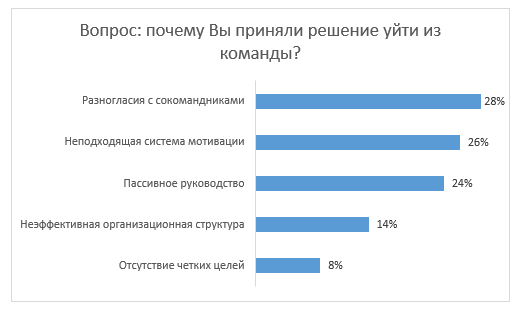 Вопрос: почему Вы приняли решение уйти из
команды?
Разногласия с сокомандниками 28%
Неподходящая система мотивации 26%
Пассивное руководство 24%
Неэффективная организационная структура 14%
Отсутствие четких целей 8%